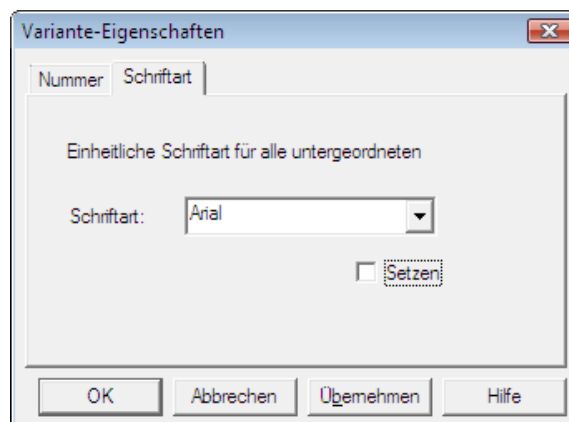 Variante-Eigenschaften
Nummer Schriftart
Einheitliche Schriftart für alle untergeordneten
Schriftart: Arial
Setzen
OK Abbrechen Übernehmen Hilfe